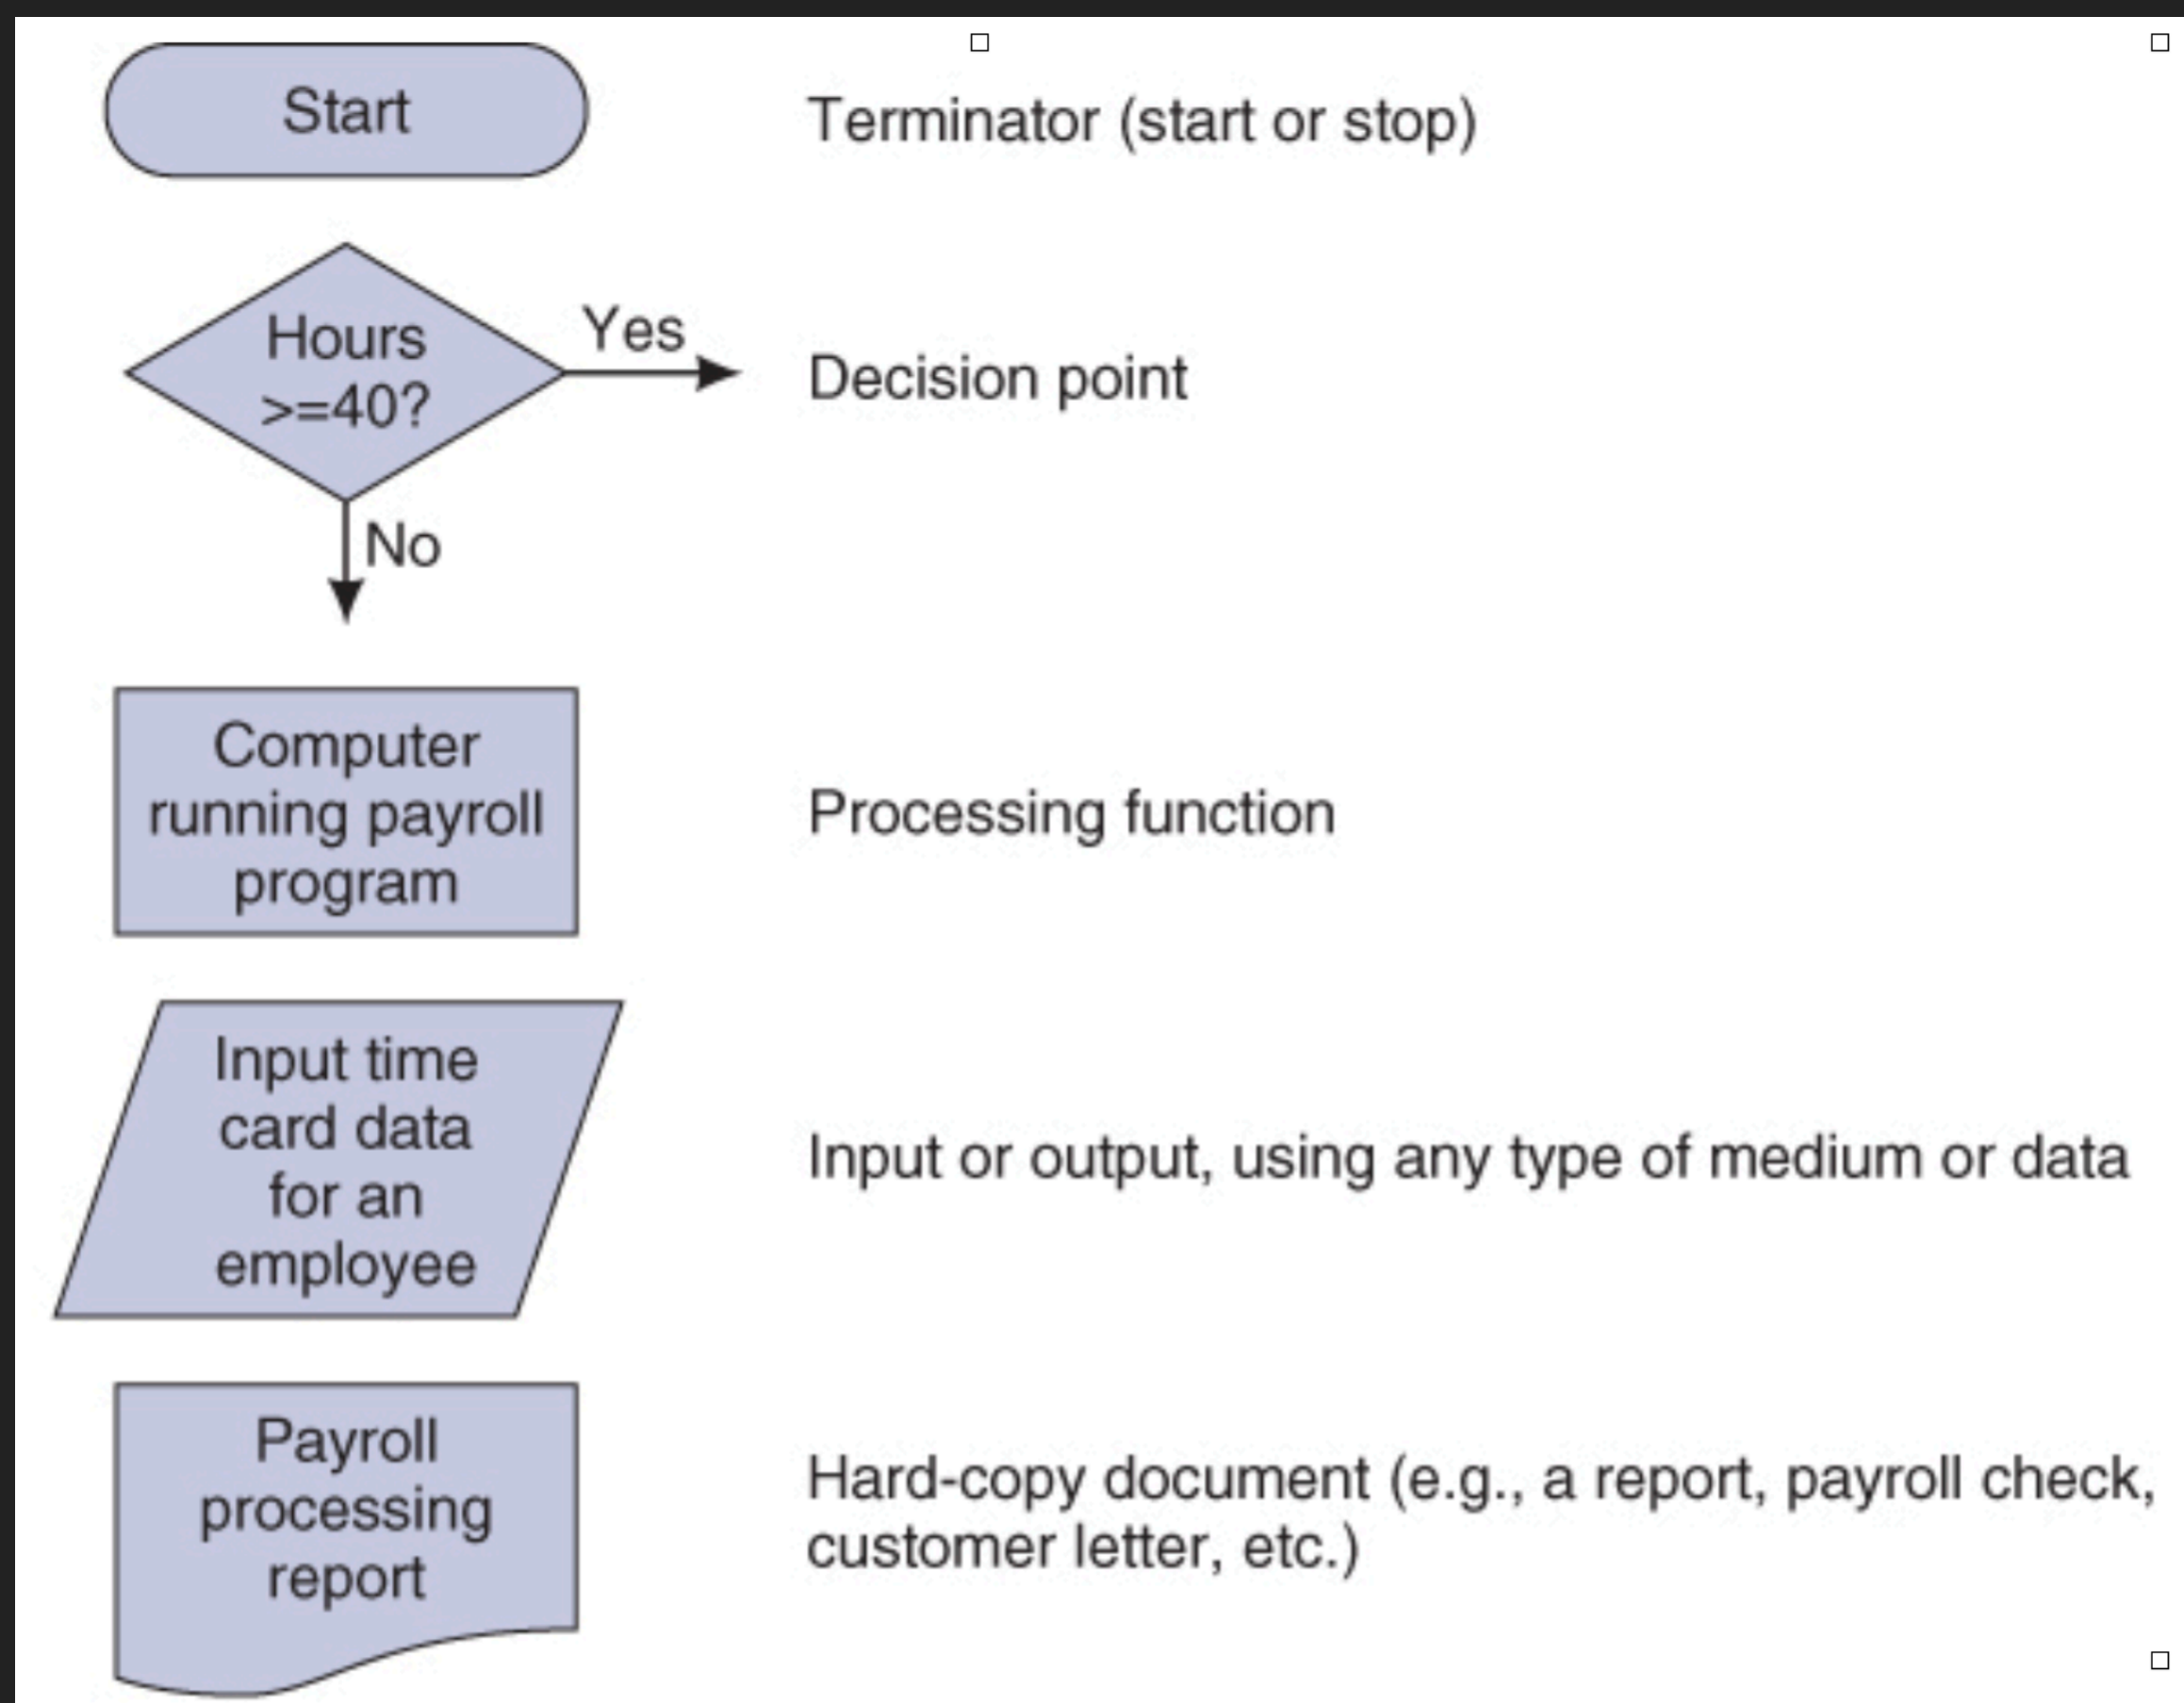 Start
Terminator (start or stop)
Hours
>=40?
Yes
Decision point
No
Computer
running payroll
program
Processing function
Input time
card data
for an
employee
Input or output, using any type of medium or data
Payroll
processing
report
Hard-copy document (e.g., a report, payroll check,
customer letter, etc.)